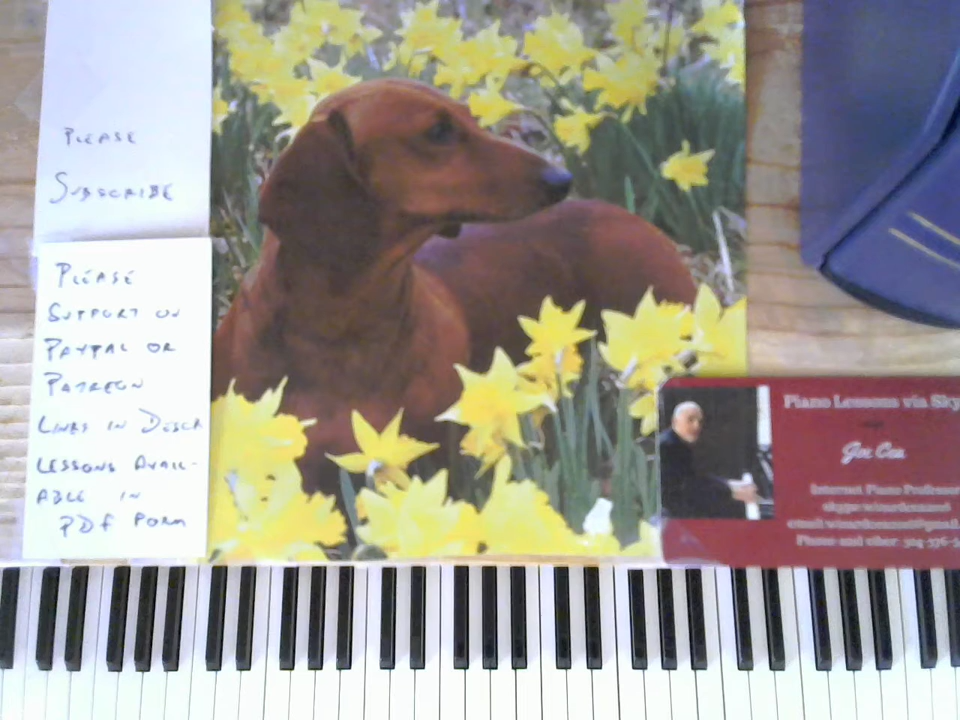 PLEASE
SUBSCRIBE
PLEASE
SUPPORT ON
PAYPAL OR
PATREON
LINKS IN DESCR
LESSONS AVAIL-
ABLE IN
PDF FORM
Piano Lessons via Sky
Internet Piano Professor